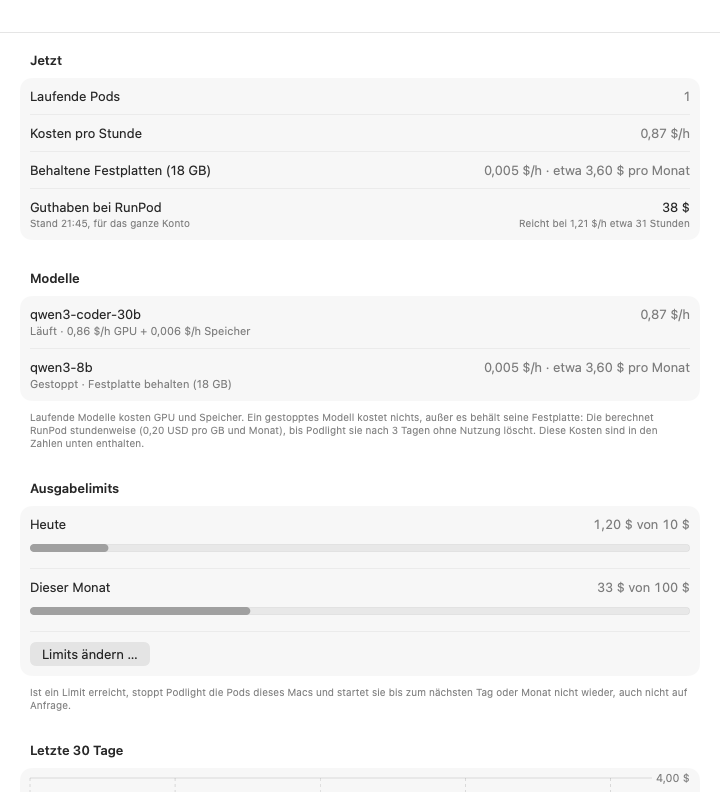 Jetzt
Laufende Pods 1
Kosten pro Stunde 0,87 $/h
Behaltene Festplatten (18 GB) 0,005 $/h · etwa 3,60 $ pro Monat
Guthaben bei RunPod 38 $
Stand 21:45, für das ganze Konto Reicht bei 1,21 $/h etwa 31 Stunden
Modelle
qwen3-coder-30b 0,87 $/h
Läuft · 0,86 $/h GPU + 0,006 $/h Speicher
qwen3-8b 0,005 $/h · etwa 3,60 $ pro Monat
Gestoppt · Festplatte behalten (18 GB)
Laufende Modelle kosten GPU und Speicher. Ein gestopptes Modell kostet nichts, außer es behält seine Festplatte: Die berechnet
RunPod stundenweise (0,20 USD pro GB und Monat), bis Podlight sie nach 3 Tagen ohne Nutzung löscht. Diese Kosten sind in den
Zahlen unten enthalten.
Ausgabelimits
Heute 1,20 $ von 10 $
Dieser Monat 33 $ von 100 $
Limits ändern ...
Ist ein Limit erreicht, stoppt Podlight die Pods dieses Macs und startet sie bis zum nächsten Tag oder Monat nicht wieder, auch nicht auf
Anfrage.
Letzte 30 Tage
4,00 $